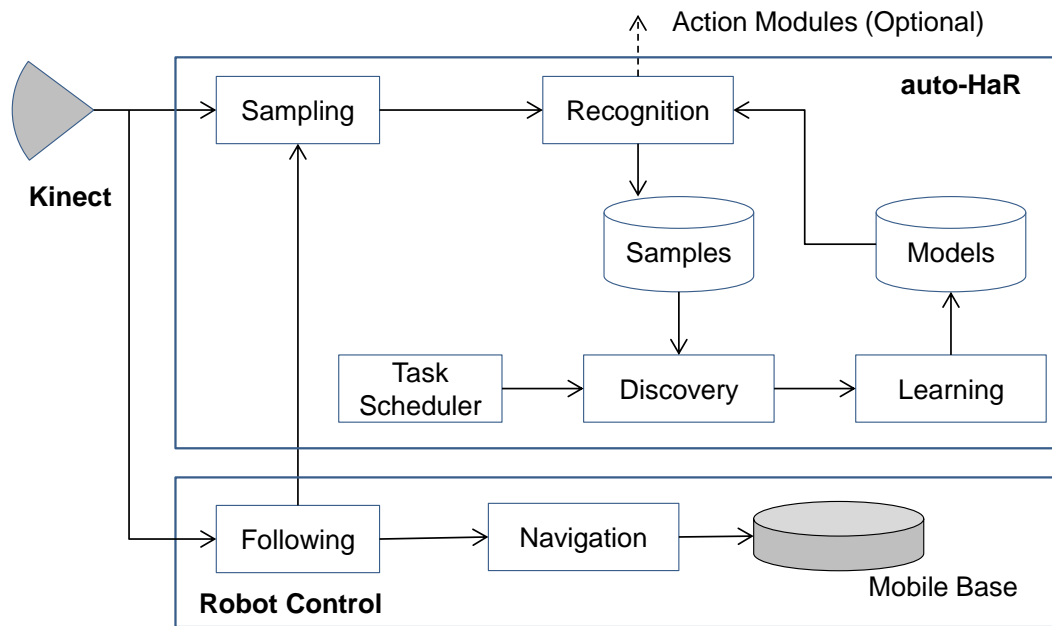 Action Modules (Optional)
auto-HaR
Sampling
Recognition
Kinect
Samples
Models
Task
Scheduler
Discovery
Learning
Following
Navigation
Mobile Base
Robot Control